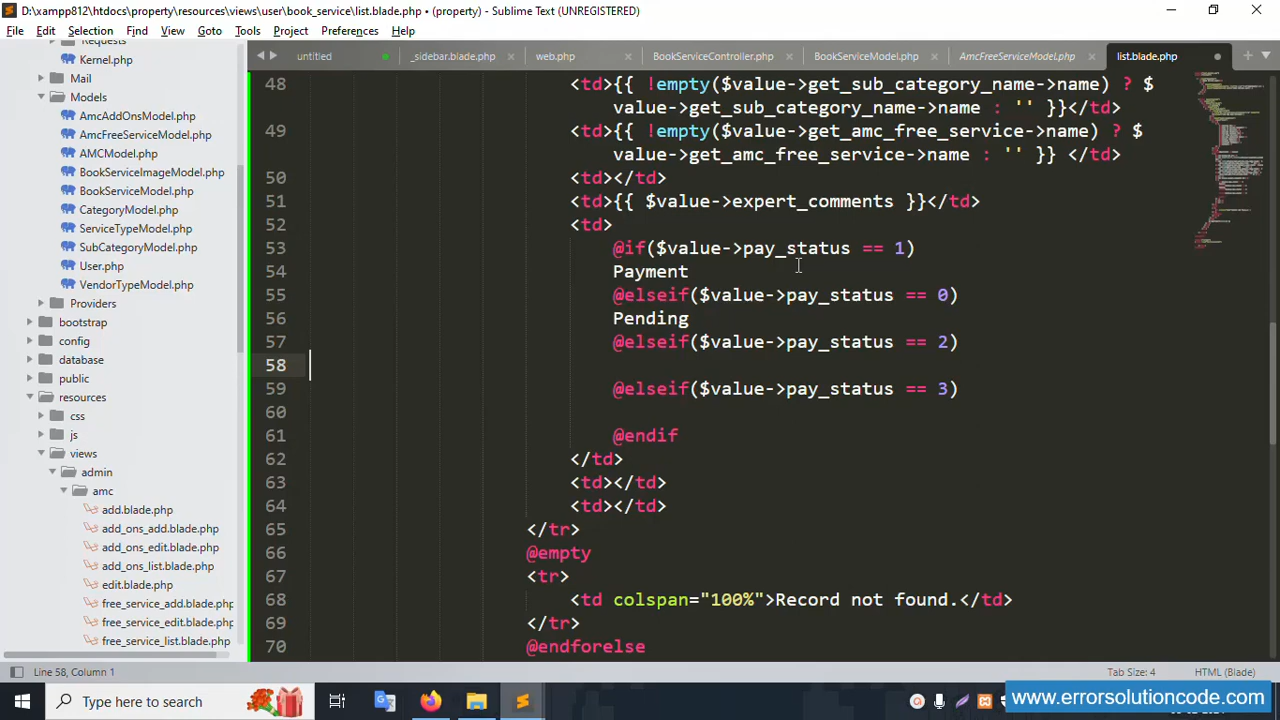 D:\xampp812\htdocs\property\resources\views\user\book_service\list.blade.php • (property) - Sublime Text (UNREGISTERED)
File Edit Selection Find View Goto Tools Project Preferences Help
untitled _sidebar.blade.php web.php BookServiceController.php BookServiceModel.php AmcFreeServiceModel.php list.blade.php
Requests
Kernel.php
Mail
Models
AmcAddOnsModel.php
AmcFreeServiceModel.php
AMCModel.php
BookServiceImageModel.php
BookServiceModel.php
CategoryModel.php
ServiceTypeModel.php
SubCategoryModel.php
User.php
VendorTypeModel.php
Providers
bootstrap
config
database
public
resources
css
js
views
admin
amc
add.blade.php
add_ons_add.blade.php
add_ons_edit.blade.php
add_ons_list.blade.php
edit.blade.php
free_service_add.blade.php
free_service_edit.blade.php
free_service_list.blade.php
48 <td>{{ !empty($value->get_sub_category_name->name) ? $
value->get_sub_category_name->name : '' }}</td>
49 <td>{{ !empty($value->get_amc_free_service->name) ? $
value->get_amc_free_service->name : '' }} </td>
50 <td></td>
51 <td>{{ $value->expert_comments }}</td>
52 <td>
53 @if($value->pay_status == 1)
54 Payment
55 @elseif($value->pay_status == 0)
56 Pending
57 @elseif($value->pay_status == 2)
58
59 @elseif($value->pay_status == 3)
60
61 @endif
62 </td>
63 <td></td>
64 <td></td>
65 </tr>
66 @empty
67 <tr>
68 <td colspan="100%">Record not found.</td>
69 </tr>
70 @endforelse
Line 58, Column 1 Tab Size: 4 HTML (Blade)
Type here to search
www.errorsolutioncode.com